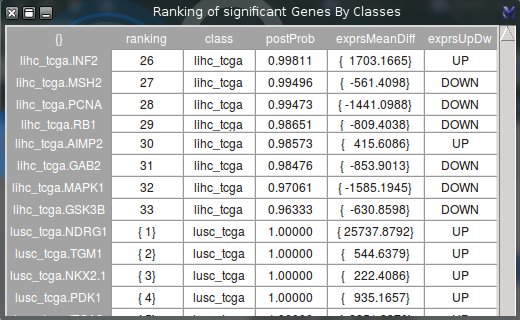 Ranking of significant Genes By Classes
{} ranking class postProb exprsMeanDiff exprsUpDw
lihc_tcga.INF2 26 lihc_tcga 0.99811 { 1703.1665} UP
lihc_tcga.MSH2 27 lihc_tcga 0.99496 { -561.4098} DOWN
lihc_tcga.PCNA 28 lihc_tcga 0.99473 { -1441.0988} DOWN
lihc_tcga.RB1 29 lihc_tcga 0.98651 { -809.4038} DOWN
lihc_tcga.AIMP2 30 lihc_tcga 0.98573 { 415.6086} UP
lihc_tcga.GAB2 31 lihc_tcga 0.98476 { -853.9013} DOWN
lihc_tcga.MAPK1 32 lihc_tcga 0.97061 { -1585.1945} DOWN
lihc_tcga.GSK3B 33 lihc_tcga 0.96333 { -630.8598} DOWN
lusc_tcga.NDRG1 { 1} lusc_tcga 1.00000 { 25737.8792} UP
lusc_tcga.TGM1 { 2} lusc_tcga 1.00000 { 544.6379} UP
lusc_tcga.NKX2.1 { 3} lusc_tcga 1.00000 { 222.4086} UP
lusc_tcga.PDK1 { 4} lusc_tcga 1.00000 { 935.1657} UP